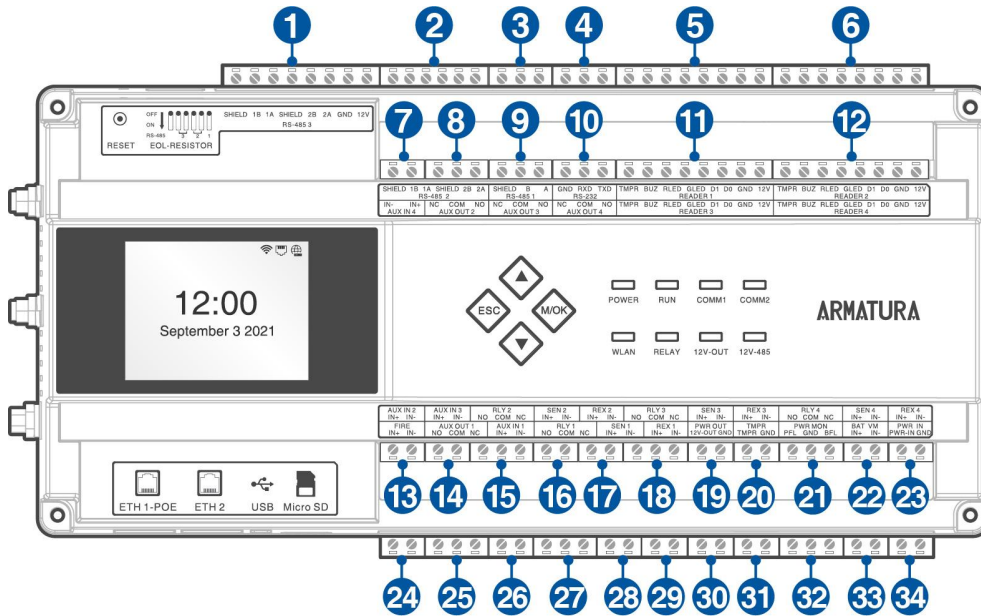 1 2 3 4 5 6
OFF
ON
RS-485 3 2 1
RESET EOL-RESISTOR
SHIELD 1B 1A SHIELD 2B 2A GND 12V
RS-485 3
7 8 9 10 11 12
SHIELD 1B 1A SHIELD 2B 2A SHIELD B A GND RXD TXD TMPR BUZ RLED GLED D1 D0 GND 12V TMPR BUZ RLED GLED D1 D0 GND 12V
RS-485 2 RS-485 1 RS-232 READER 1 READER 2
IN- IN+ NC COM NO NC COM NO NC COM NO TMPR BUZ RLED GLED D1 D0 GND 12V TMPR BUZ RLED GLED D1 D0 GND 12V
AUX IN 4 AUX OUT 2 AUX OUT 3 AUX OUT 4 READER 3 READER 4
12:00
September 3 2021
ESC M/OK
POWER RUN COMM1 COMM2
WLAN RELAY 12V-OUT 12V-485
ARMATURA
AUX IN 2 AUX IN 3 RLY 2 SEN 2 REX 2 RLY 3 SEN 3 REX 3 RLY 4 SEN 4 REX 4
IN+ IN- IN+ IN- NO COM NC IN+ IN- IN+ IN- NO COM NC IN+ IN- IN+ IN- NO COM NC IN+ IN- IN+ IN-
FIRE AUX OUT 1 AUX IN 1 RLY 1 SEN 1 REX 1 PWR OUT TMPR PWR MON BAT VM PWR IN
IN+ IN- NO COM NC IN+ IN- NO COM NC IN+ IN- IN+ IN- 12V-OUT GND TMPR GND PFL GND BFL IN+ IN- PWR-IN GND
13 14 15 16 17 18 19 20 21 22 23
ETH 1-POE ETH 2 USB Micro SD
24 25 26 27 28 29 30 31 32 33 34